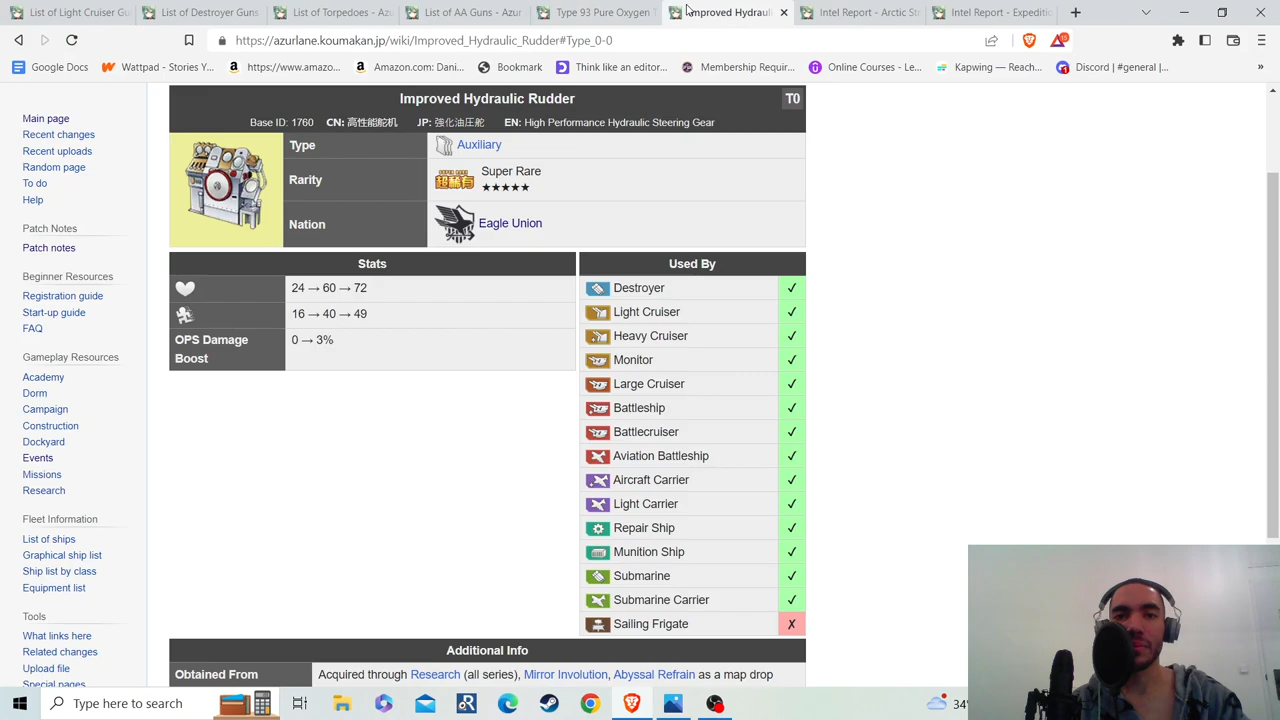 List of Light Cruiser Gu
List of Destroyer Guns
List of Torpedoes - Azu
List of AA Guns - Azur
Type 93 Pure Oxygen T
Improved Hydrauli
Intel Report - Arctic St
Intel Report - Expeditio
https://azurlane.koumakan.jp/wiki/Improved_Hydraulic_Rudder#Type_0-0
Google Docs
Wattpad - Stories Y...
https://www.amazo...
Amazon.com: Dani...
Bookmark
Think like an editor...
Membership Requir...
Online Courses - Le...
Kapwing — Reach...
Discord | #general |...
»
Main page
Recent changes
Recent uploads
Random page
To do
Help
Patch Notes
Patch notes
Beginner Resources
Registration guide
Start-up guide
FAQ
Gameplay Resources
Academy
Dorm
Campaign
Construction
Dockyard
Events
Missions
Research
Fleet Information
List of ships
Graphical ship list
Ship list by class
Equipment list
Tools
What links here
Related changes
Upload file
Special pages
Improved Hydraulic Rudder T0
Base ID: 1760 CN: 高性能舵机 JP: 強化油圧舵 EN: High Performance Hydraulic Steering Gear
Type Auxiliary
Rarity 超稀有 Super Rare
★★★★★
Nation Eagle Union
Stats
24 → 60 → 72
16 → 40 → 49
OPS Damage Boost 0 → 3%
Used By
Destroyer ✓
Light Cruiser ✓
Heavy Cruiser ✓
Monitor ✓
Large Cruiser ✓
Battleship ✓
Battlecruiser ✓
Aviation Battleship ✓
Aircraft Carrier ✓
Light Carrier ✓
Repair Ship ✓
Munition Ship ✓
Submarine ✓
Submarine Carrier ✓
Sailing Frigate ✗
Additional Info
Obtained From Acquired through Research (all series), Mirror Involution, Abyssal Refrain as a map drop
Type here to search
34°